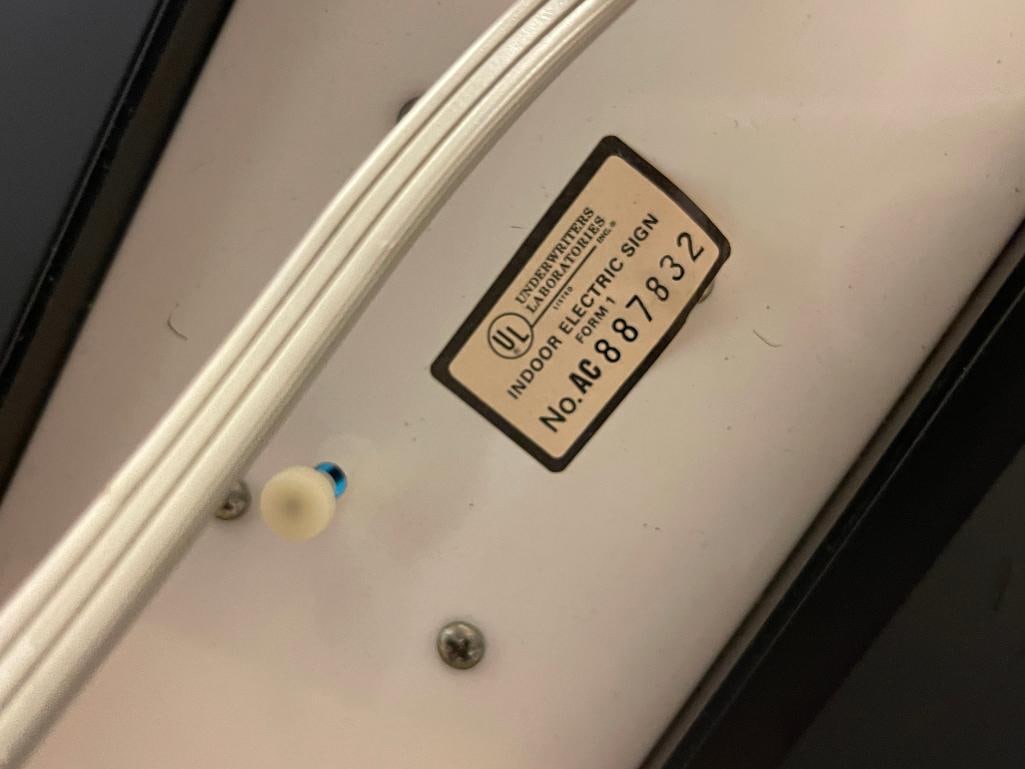 UL®
UNDERWRITERS
LABORATORIES
INC.®
LISTED
INDOOR ELECTRIC SIGN
FORM 1
No. AC 887832